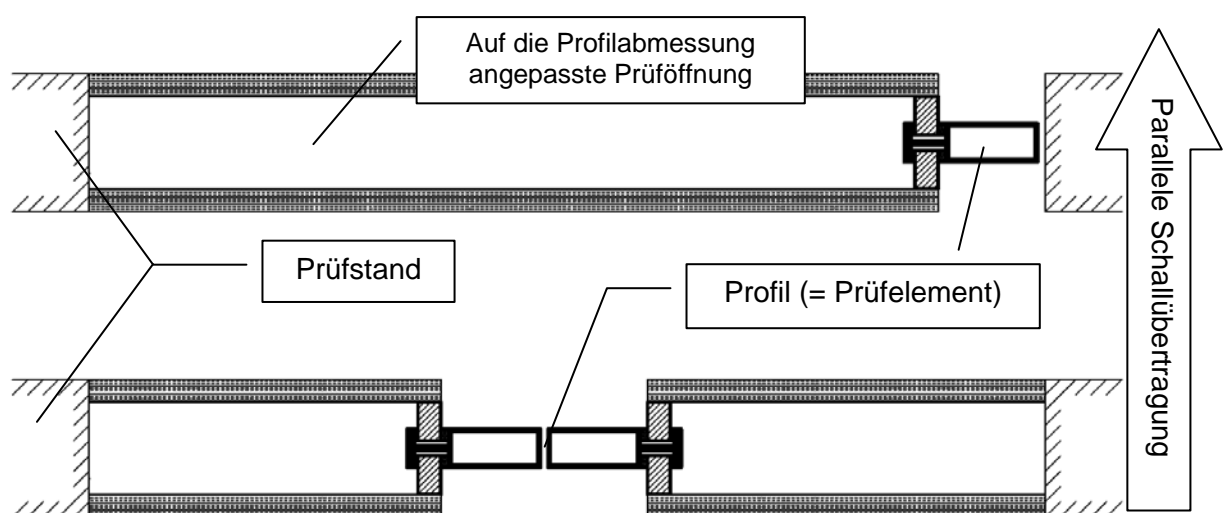 Auf die Profilabmessung
angepasste Prüföffnung
Parallele Schallübertragung
Prüfstand
Profil (= Prüfelement)